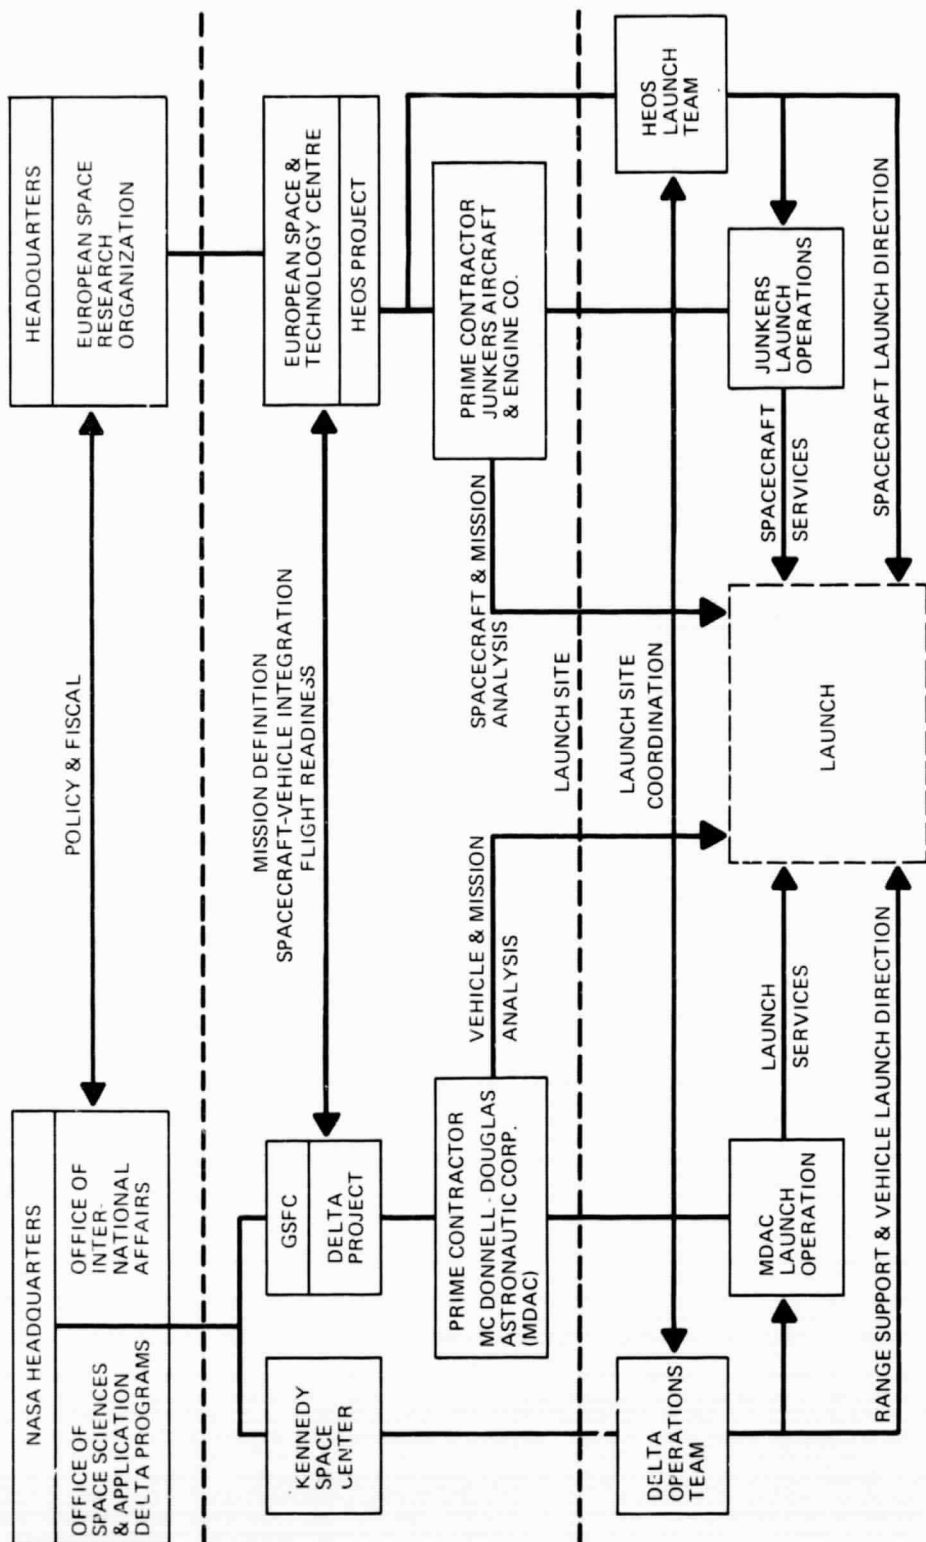 NASA HEADQUARTERS
OFFICE OF
SPACE SCIENCES
& APPLICATION
DELTA PROGRAMS
OFFICE OF
INTER-
NATIONAL
AFFAIRS
POLICY & FISCAL
HEADQUARTERS
EUROPEAN SPACE
RESEARCH
ORGANIZATION
KENNEDY
SPACE
CENTER
GSFC
DELTA
PROJECT
MISSION DEFINITION
SPACECRAFT-VEHICLE INTEGRATION
FLIGHT READINESS
EUROPEAN SPACE &
TECHNOLOGY CENTRE
HEOS PROJECT
PRIME CONTRACTOR
MC DONNELL-DOUGLAS
ASTRONAUTIC CORP.
(MDAC)
VEHICLE & MISSION
ANALYSIS
SPACECRAFT & MISSION
ANALYSIS
PRIME CONTRACTOR
JUNKERS AIRCRAFT
& ENGINE CO.
LAUNCH SITE
LAUNCH SITE
COORDINATION
DELTA
OPERATIONS
TEAM
HEOS
LAUNCH
TEAM
MDAC
LAUNCH
OPERATION
LAUNCH
SERVICES
LAUNCH
SPACECRAFT
SERVICES
JUNKERS
LAUNCH
OPERATIONS
RANGE SUPPORT & VEHICLE LAUNCH DIRECTION
SPACECRAFT LAUNCH DIRECTION